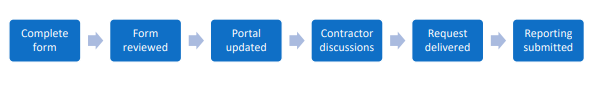 Complete
form
Form
reviewed
Portal
updated
Contractor
discussions
Request
delivered
Reporting
submitted